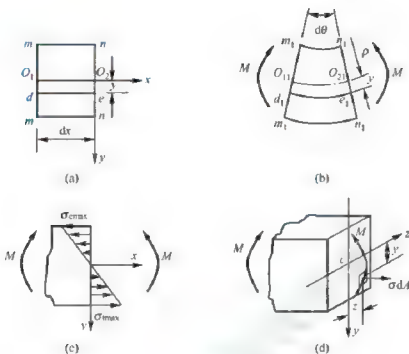 m n
O₁ O₂ x
d e y
m n
dx
y
(a)
dθ
m₁ n₁
ρ
M O₁₁ O₂₁ y M
d₁ e₁
m₁ n₁
(b)
σcmax
M x M
σtmax
y
(c)
z
M y
c
σdA
z
y
(d)